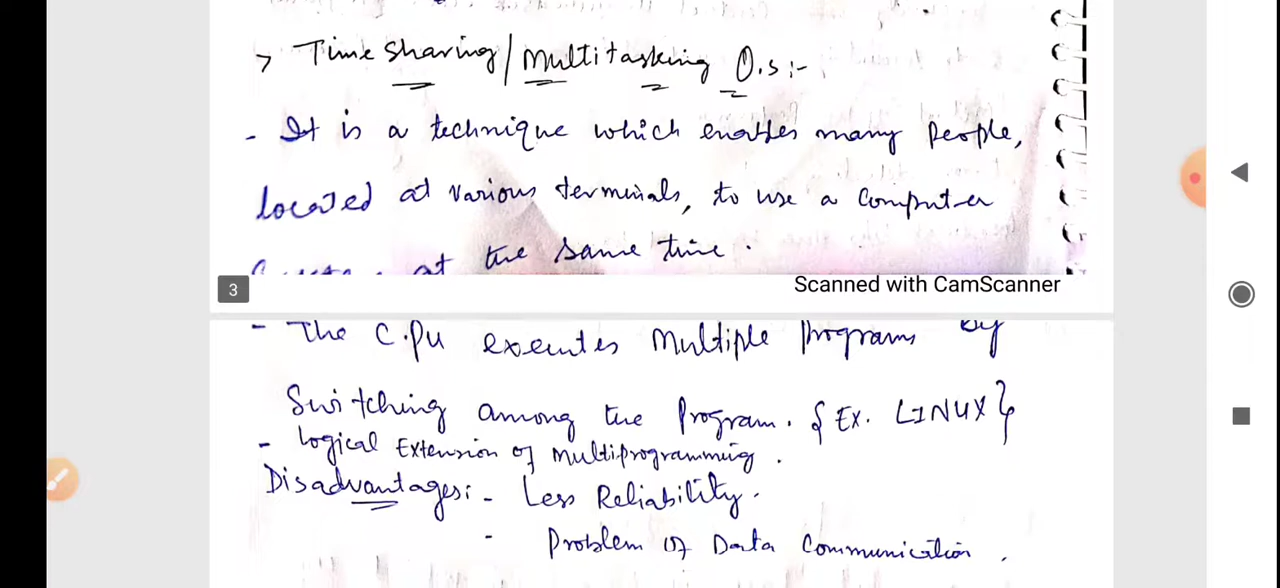 > Time sharing/Multitasking O.s:-
- It is a technique which enables many People,
located at various terminals, to use a Computer
at the same time.
3
Scanned with CamScanner
- The C.Pu executes Multiple Programs by
Switching among the Program. {Ex. LINUX}
- Logical Extension of Multiprogramming.
Disadvantages:- Less Reliability.
- Problem of Data Communication.